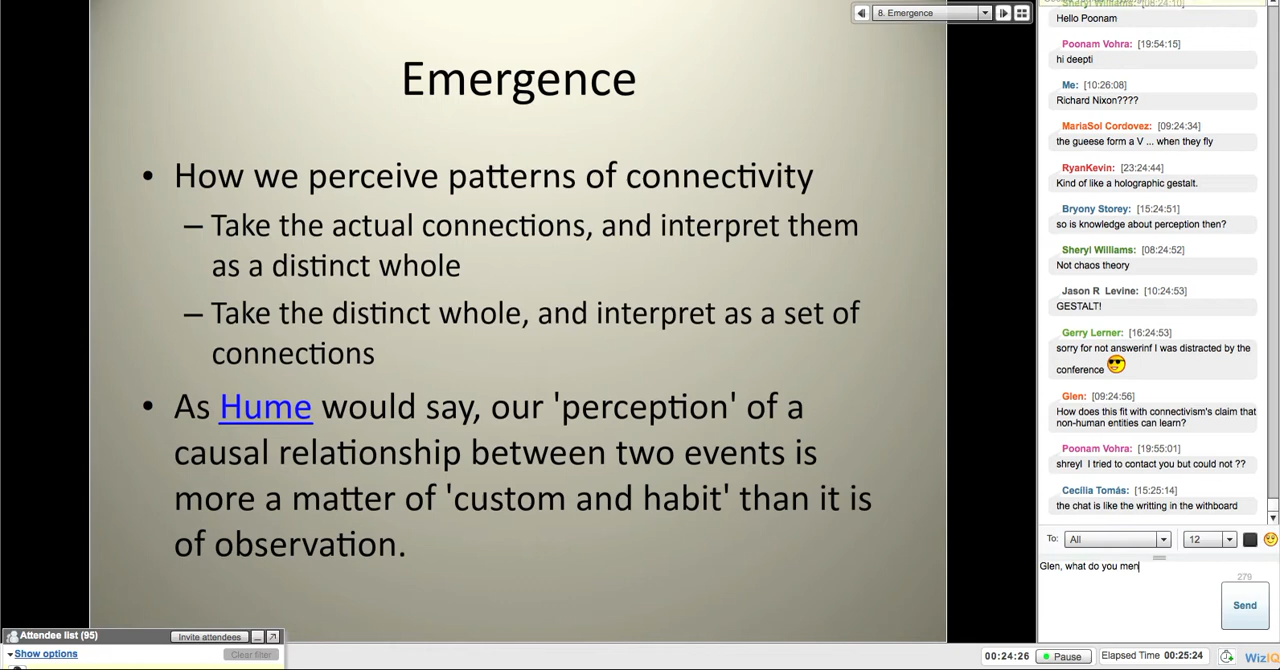 8. Emergence
Emergence
• How we perceive patterns of connectivity
– Take the actual connections, and interpret them
as a distinct whole
– Take the distinct whole, and interpret as a set of
connections
• As Hume would say, our 'perception' of a
causal relationship between two events is
more a matter of 'custom and habit' than it is
of observation.
Sheryl Williams: [08:24:10]
Hello Poonam
Poonam Vohra: [19:54:15]
hi deepti
Me: [10:26:08]
Richard Nixon????
MariaSol Cordovez: [09:24:34]
the gueese form a V ... when they fly
RyanKevin: [23:24:44]
Kind of like a holographic gestalt.
Bryony Storey: [15:24:51]
so is knowledge about perception then?
Sheryl Williams: [08:24:52]
Not chaos theory
Jason R Levine: [10:24:53]
GESTALT!
Gerry Lerner: [16:24:53]
sorry for not answerinf I was distracted by the
conference
Glen: [09:24:56]
How does this fit with connectivism's claim that
non-human entities can learn?
Poonam Vohra: [19:55:01]
shreyl I tried to contact you but could not ??
Cecília Tomás: [15:25:14]
the chat is like the writting in the withboard
To: All 12
Glen, what do you men
279
Send
Attendee list (95) Invite attendees
Show options Clear filter
00:24:26 Pause Elapsed Time 00:25:24 WizIQ